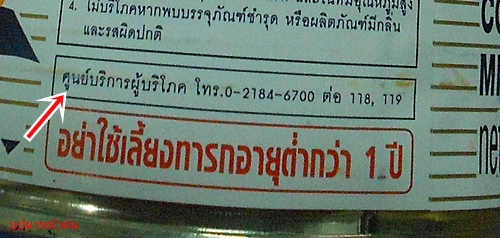 4. ไม่บริโภคหากพบบรรจุภัณฑ์ชำรุด หรือผลิตภัณฑ์มีกลิ่น
และรสผิดปกติ
ศูนย์บริการผู้บริโภค โทร.0-2184-6700 ต่อ 118, 119
อย่าใช้เลี้ยงทารกอายุต่ำกว่า 1 ปี